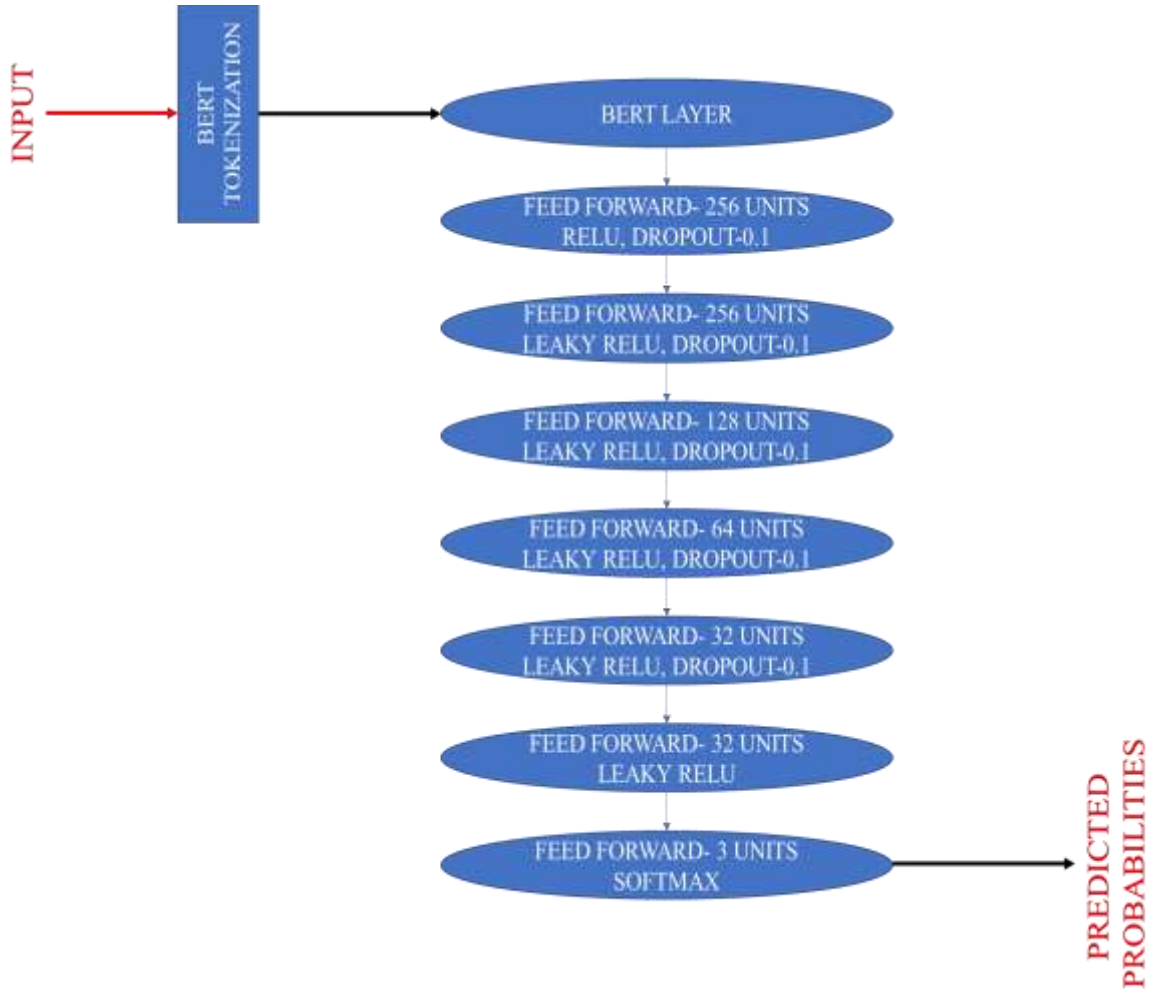 INPUT
BERT
TOKENIZATION
BERT LAYER
FEED FORWARD- 256 UNITS
RELU, DROPOUT-0.1
FEED FORWARD- 256 UNITS
LEAKY RELU, DROPOUT-0.1
FEED FORWARD- 128 UNITS
LEAKY RELU, DROPOUT-0.1
FEED FORWARD- 64 UNITS
LEAKY RELU, DROPOUT-0.1
FEED FORWARD- 32 UNITS
LEAKY RELU, DROPOUT-0.1
FEED FORWARD- 32 UNITS
LEAKY RELU
FEED FORWARD- 3 UNITS
SOFTMAX
PREDICTED
PROBABILITIES